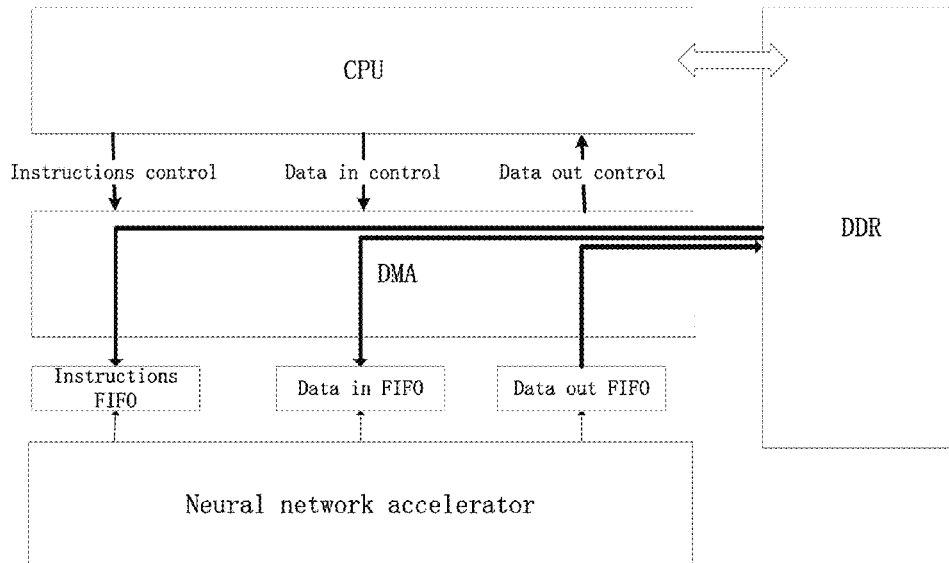 CPU
Instructions control
Data in control
Data out control
DDR
DMA
Instructions
FIFO
Data in FIFO
Data out FIFO
Neural network accelerator